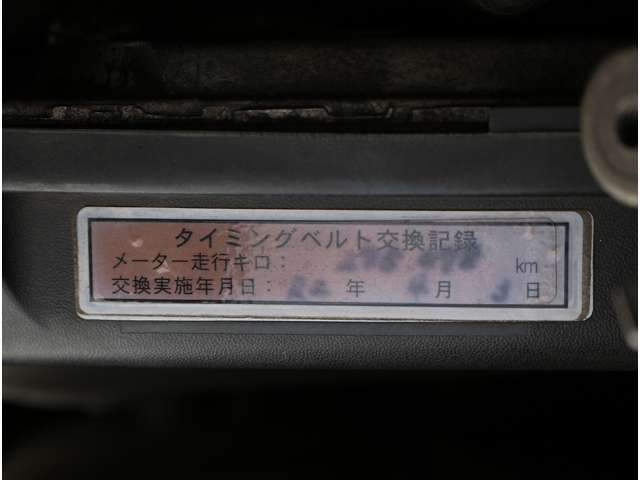 タイミングベルト交換記録
メーター走行キロ： km
交換実施年月日： 年 月 日